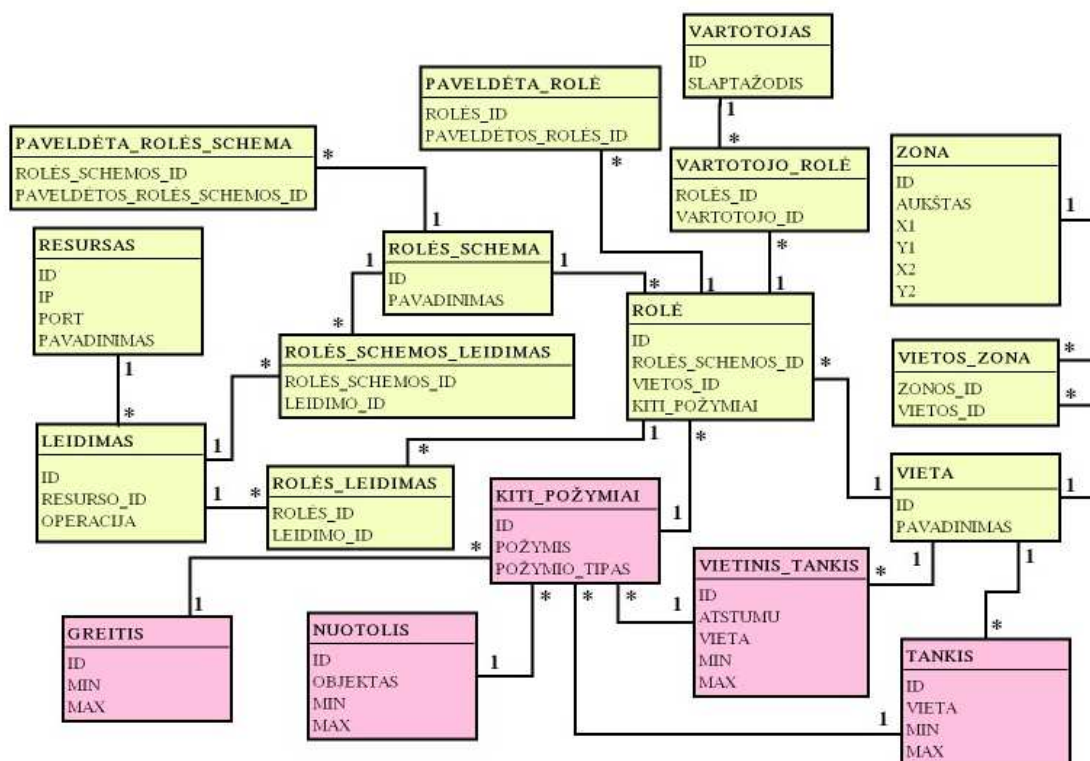 VARTOTOJAS
ID
SLAPTAŽODIS
1
*
PAVELDĖTA_ROLĖ
ROLĖS_ID
PAVELDĖTOS_ROLĖS_ID
*
1
PAVELDĖTA_ROLĖS_SCHEMA
ROLĖS_SCHEMOS_ID
PAVELDĖTOS_ROLĖS_SCHEMOS_ID
*
1
VARTOTOJO_ROLĖ
ROLĖS_ID
VARTOTOJO_ID
*
1
ZONA
ID
AUKŠTAS
X1
Y1
X2
Y2
1
RESURSAS
ID
IP
PORT
PAVADINIMAS
1
*
ROLĖS_SCHEMA
ID
PAVADINIMAS
1
*
1
*
ROLĖ
ID
ROLĖS_SCHEMOS_ID
VIETOS_ID
KITI_POŽYMIAI
*
1
1
*
*
1
ROLĖS_SCHEMOS_LEIDIMAS
ROLĖS_SCHEMOS_ID
LEIDIMO_ID
*
1
VIETOS_ZONA
ZONOS_ID
VIETOS_ID
*
*
LEIDIMAS
ID
RESURSO_ID
OPERACIJA
1
*
ROLĖS_LEIDIMAS
ROLĖS_ID
LEIDIMO_ID
*
VIETA
ID
PAVADINIMAS
1
1
*
1
*
KITI_POŽYMIAI
ID
POŽYMIS
POŽYMIO_TIPAS
*
1
*
1
*
1
*
1
VIETINIS_TANKIS
ID
ATSTUMU
VIETA
MIN
MAX
GREITIS
ID
MIN
MAX
NUOTOLIS
ID
OBJEKTAS
MIN
MAX
TANKIS
ID
VIETA
MIN
MAX